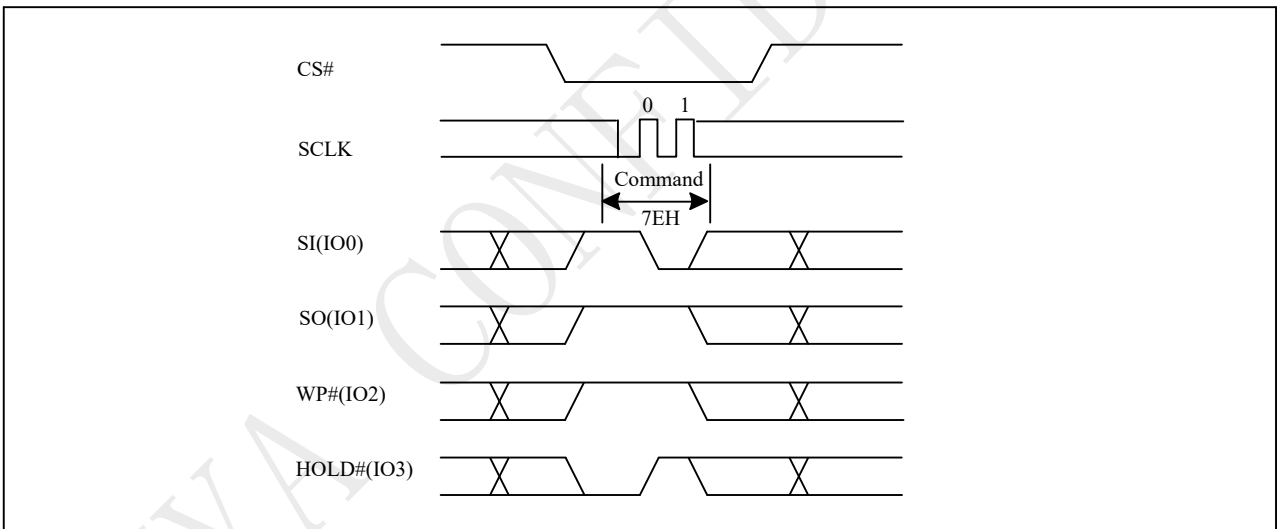 CS#
0 1
SCLK
Command
7EH
SI(IO0)
SO(IO1)
WP#(IO2)
HOLD#(IO3)